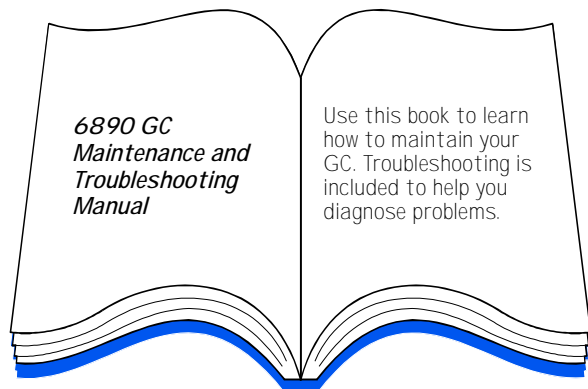 6890 GC
Maintenance and
Troubleshooting
Manual
Use this book to learn
how to maintain your
GC. Troubleshooting is
included to help you
diagnose problems.